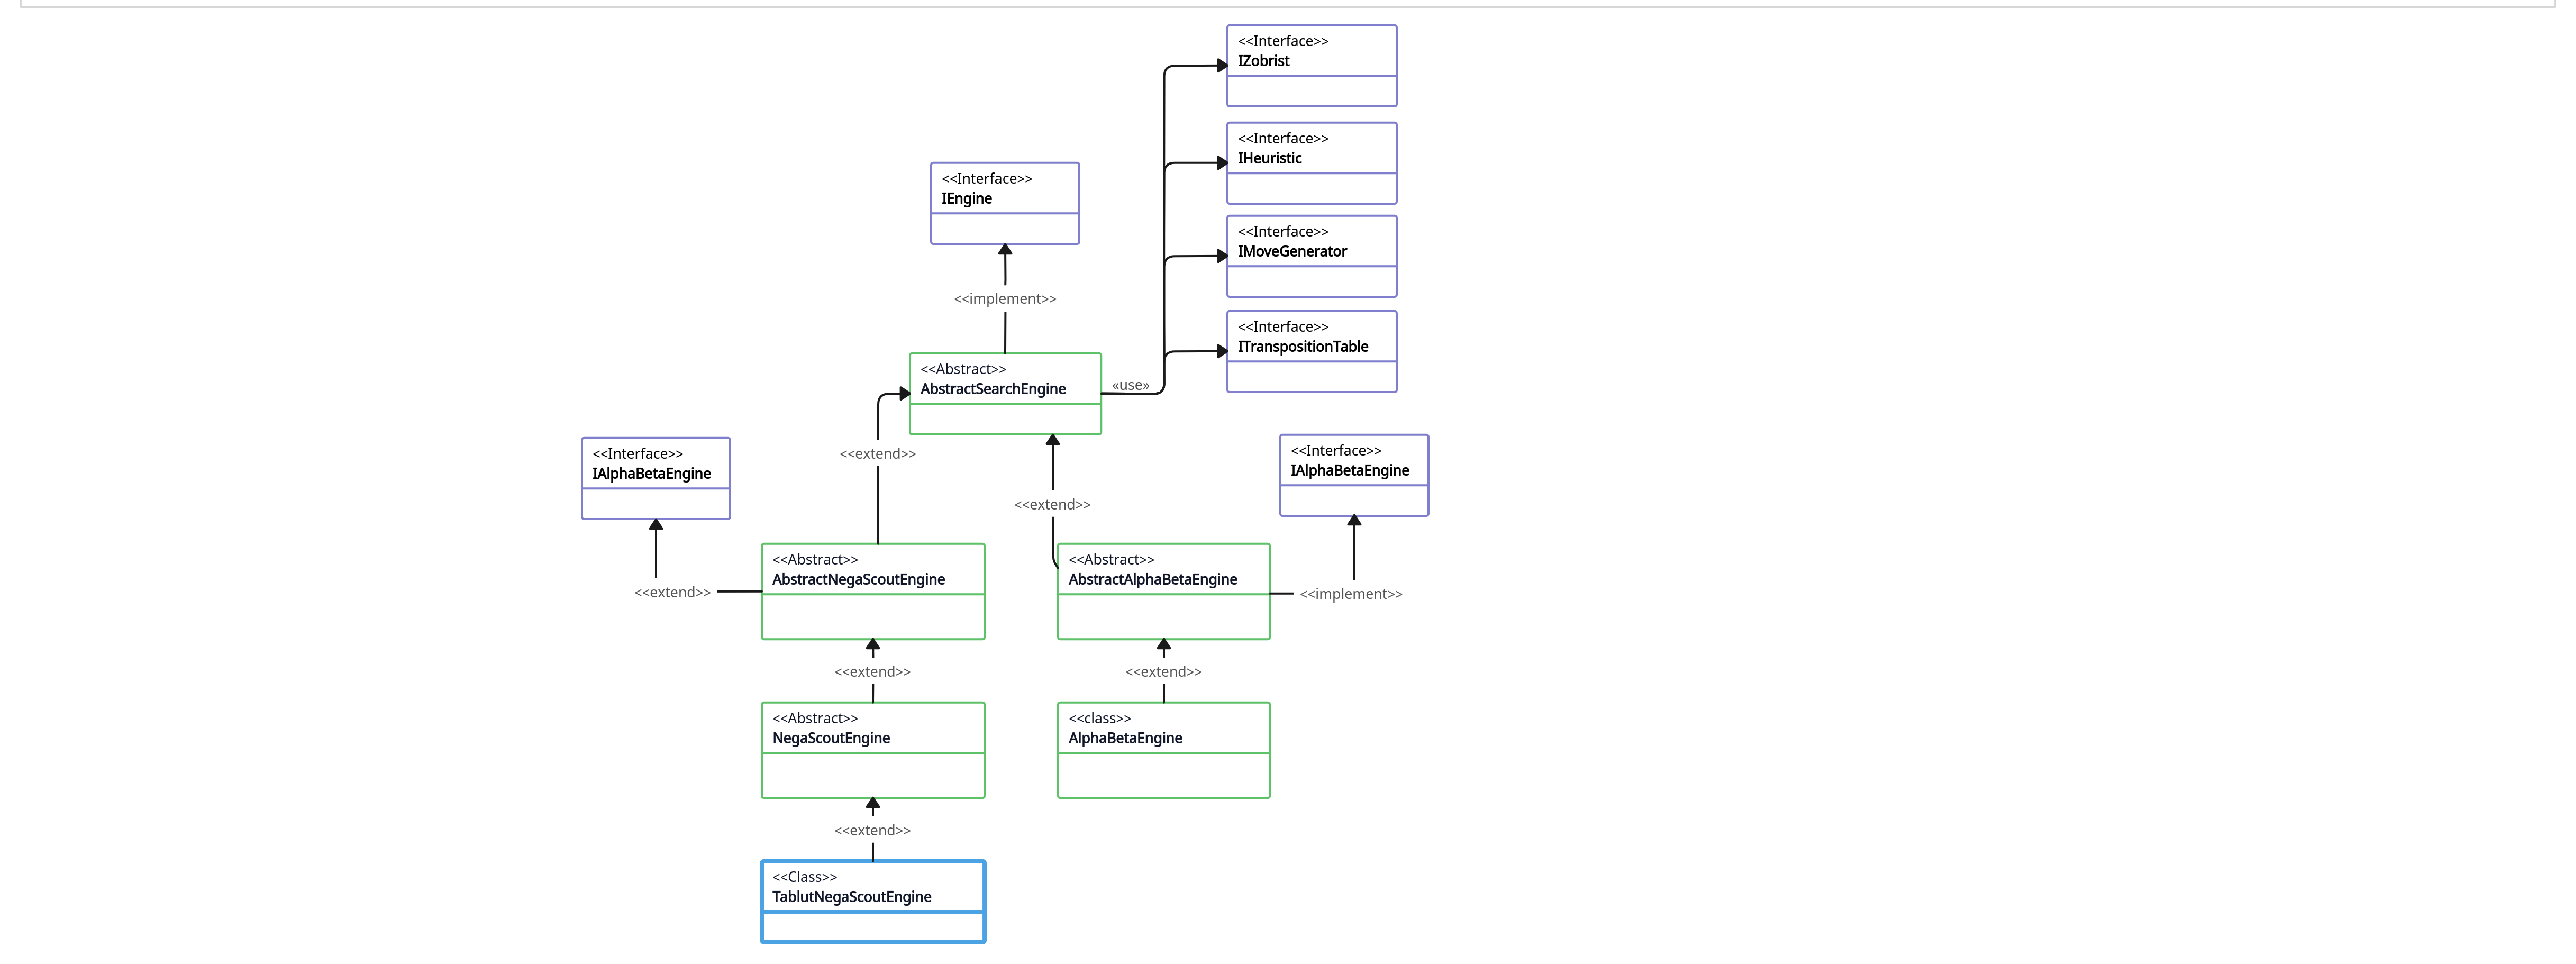 <<Interface>>
IZobrist
<<Interface>>
IHeuristic
<<Interface>>
IEngine
<<Interface>>
IMoveGenerator
<<implement>>
<<Interface>>
ITranspositionTable
<<Abstract>>
AbstractSearchEngine
«use»
<<Interface>>
IAlphaBetaEngine
<<extend>>
<<extend>>
<<Interface>>
IAlphaBetaEngine
<<Abstract>>
AbstractNegaScoutEngine
<<Abstract>>
AbstractAlphaBetaEngine
<<extend>>
<<implement>>
<<extend>>
<<extend>>
<<Abstract>>
NegaScoutEngine
<<class>>
AlphaBetaEngine
<<extend>>
<<Class>>
TablutNegaScoutEngine